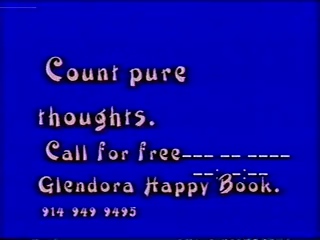 Count pure
thoughts.
Call for free--- -- ----
--: -:--
Glendora Happy Book.
914 949 9495